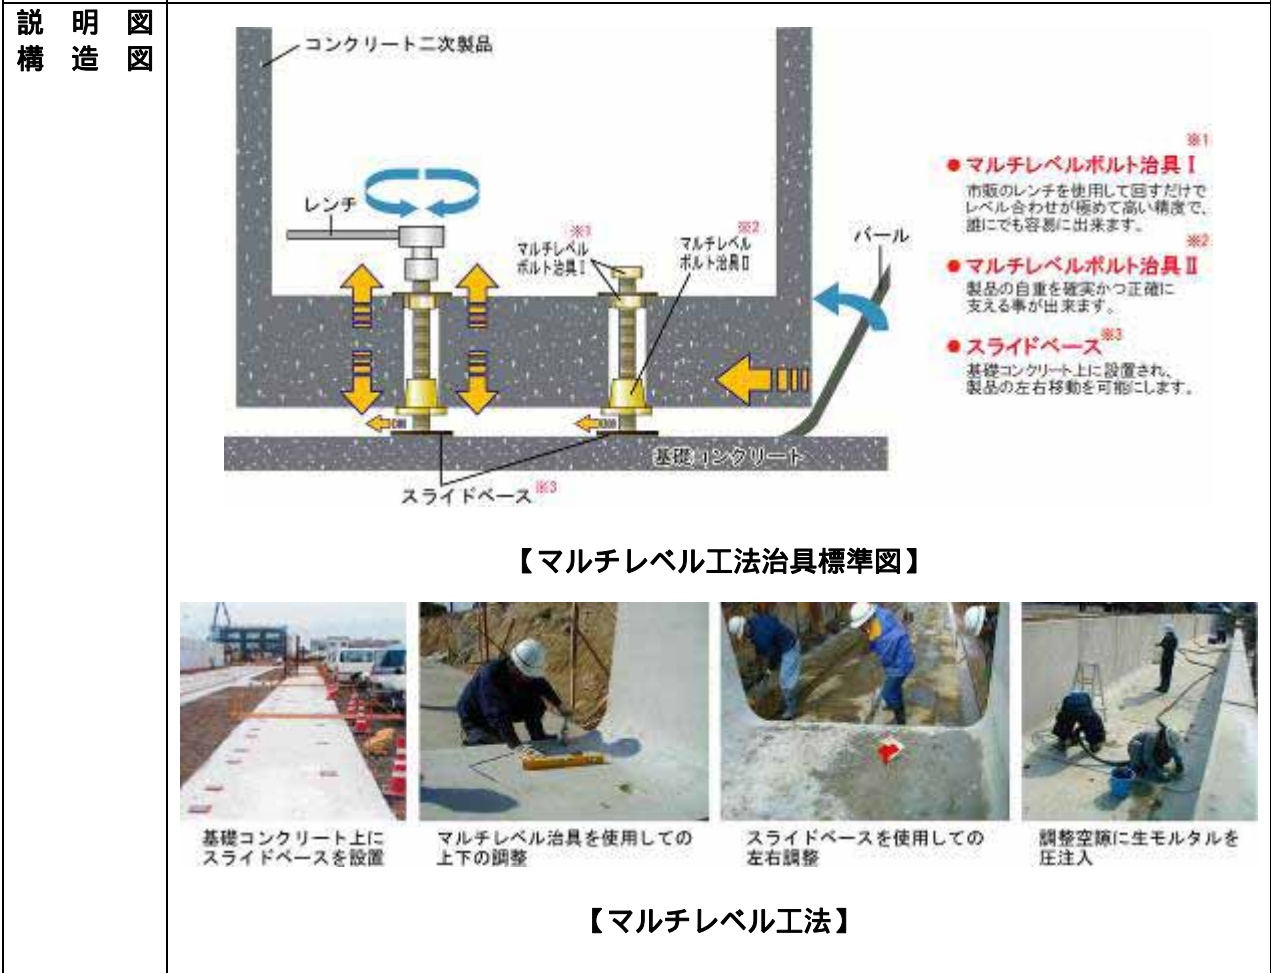 説明図
構造図
コンクリート二次製品
レンチ
※1
マルチレベル
ボルト治具Ⅰ
※2
マルチレベル
ボルト治具Ⅱ
バール
基礎コンクリート
スライドベース※3
※1
●マルチレベルボルト治具Ⅰ
市販のレンチを使用して回すだけで
レベル合わせが極めて高い精度で、
誰にでも容易に出来ます。
※2
●マルチレベルボルト治具Ⅱ
製品の自重を確実かつ正確に
支える事が出来ます。
●スライドベース※3
基礎コンクリート上に設置され、
製品の左右移動を可能にします。
【マルチレベル工法治具標準図】
基礎コンクリート上に
スライドベースを設置
マルチレベル治具を使用しての
上下の調整
スライドベースを使用しての
左右調整
調整空隙に生モルタルを
圧注入
【マルチレベル工法】